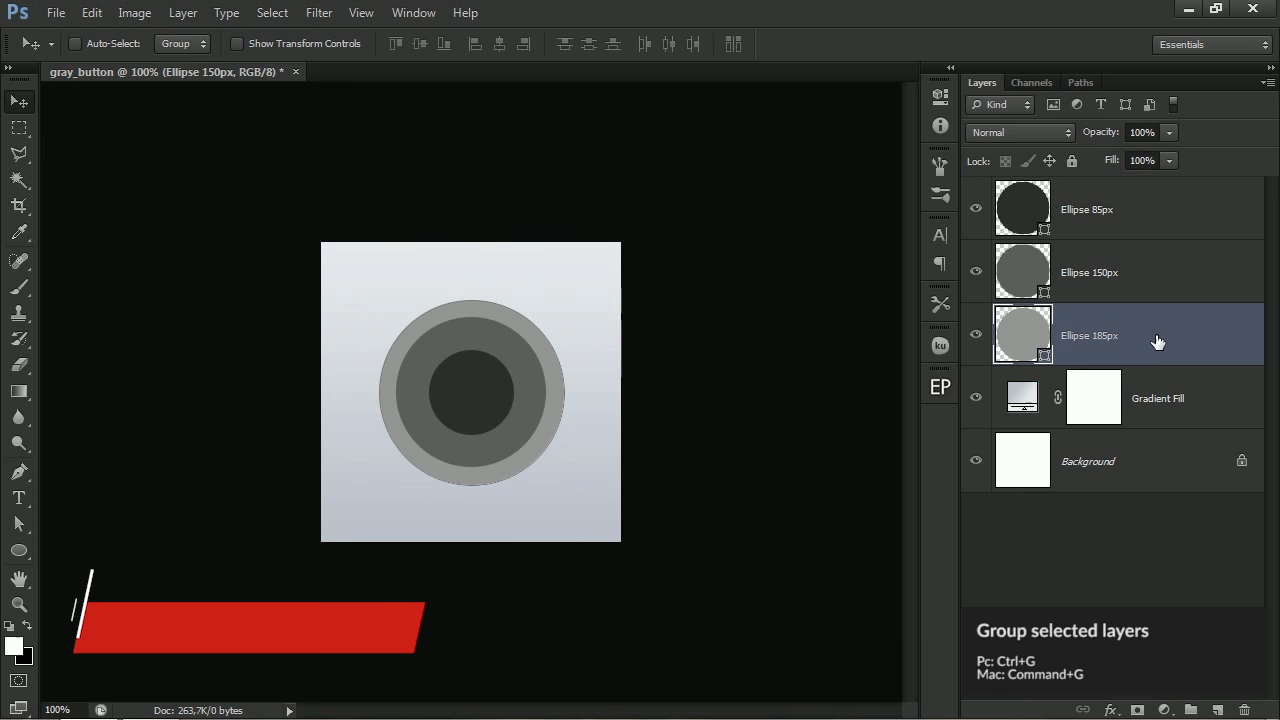 Ps File Edit Image Layer Type Select Filter View Window Help
Auto-Select: Group Show Transform Controls Essentials
gray_button @ 100% (Ellipse 150px, RGB/8) * ×
Layers Channels Paths
Kind T
Normal Opacity: 100%
Lock: Fill: 100%
Ellipse 85px
Ellipse 150px
Ellipse 185px
ku
EP
Gradient Fill
Background
T
Group selected layers
Pc: Ctrl+G
Mac: Command+G
100% Doc: 263,7K/0 bytes
fx